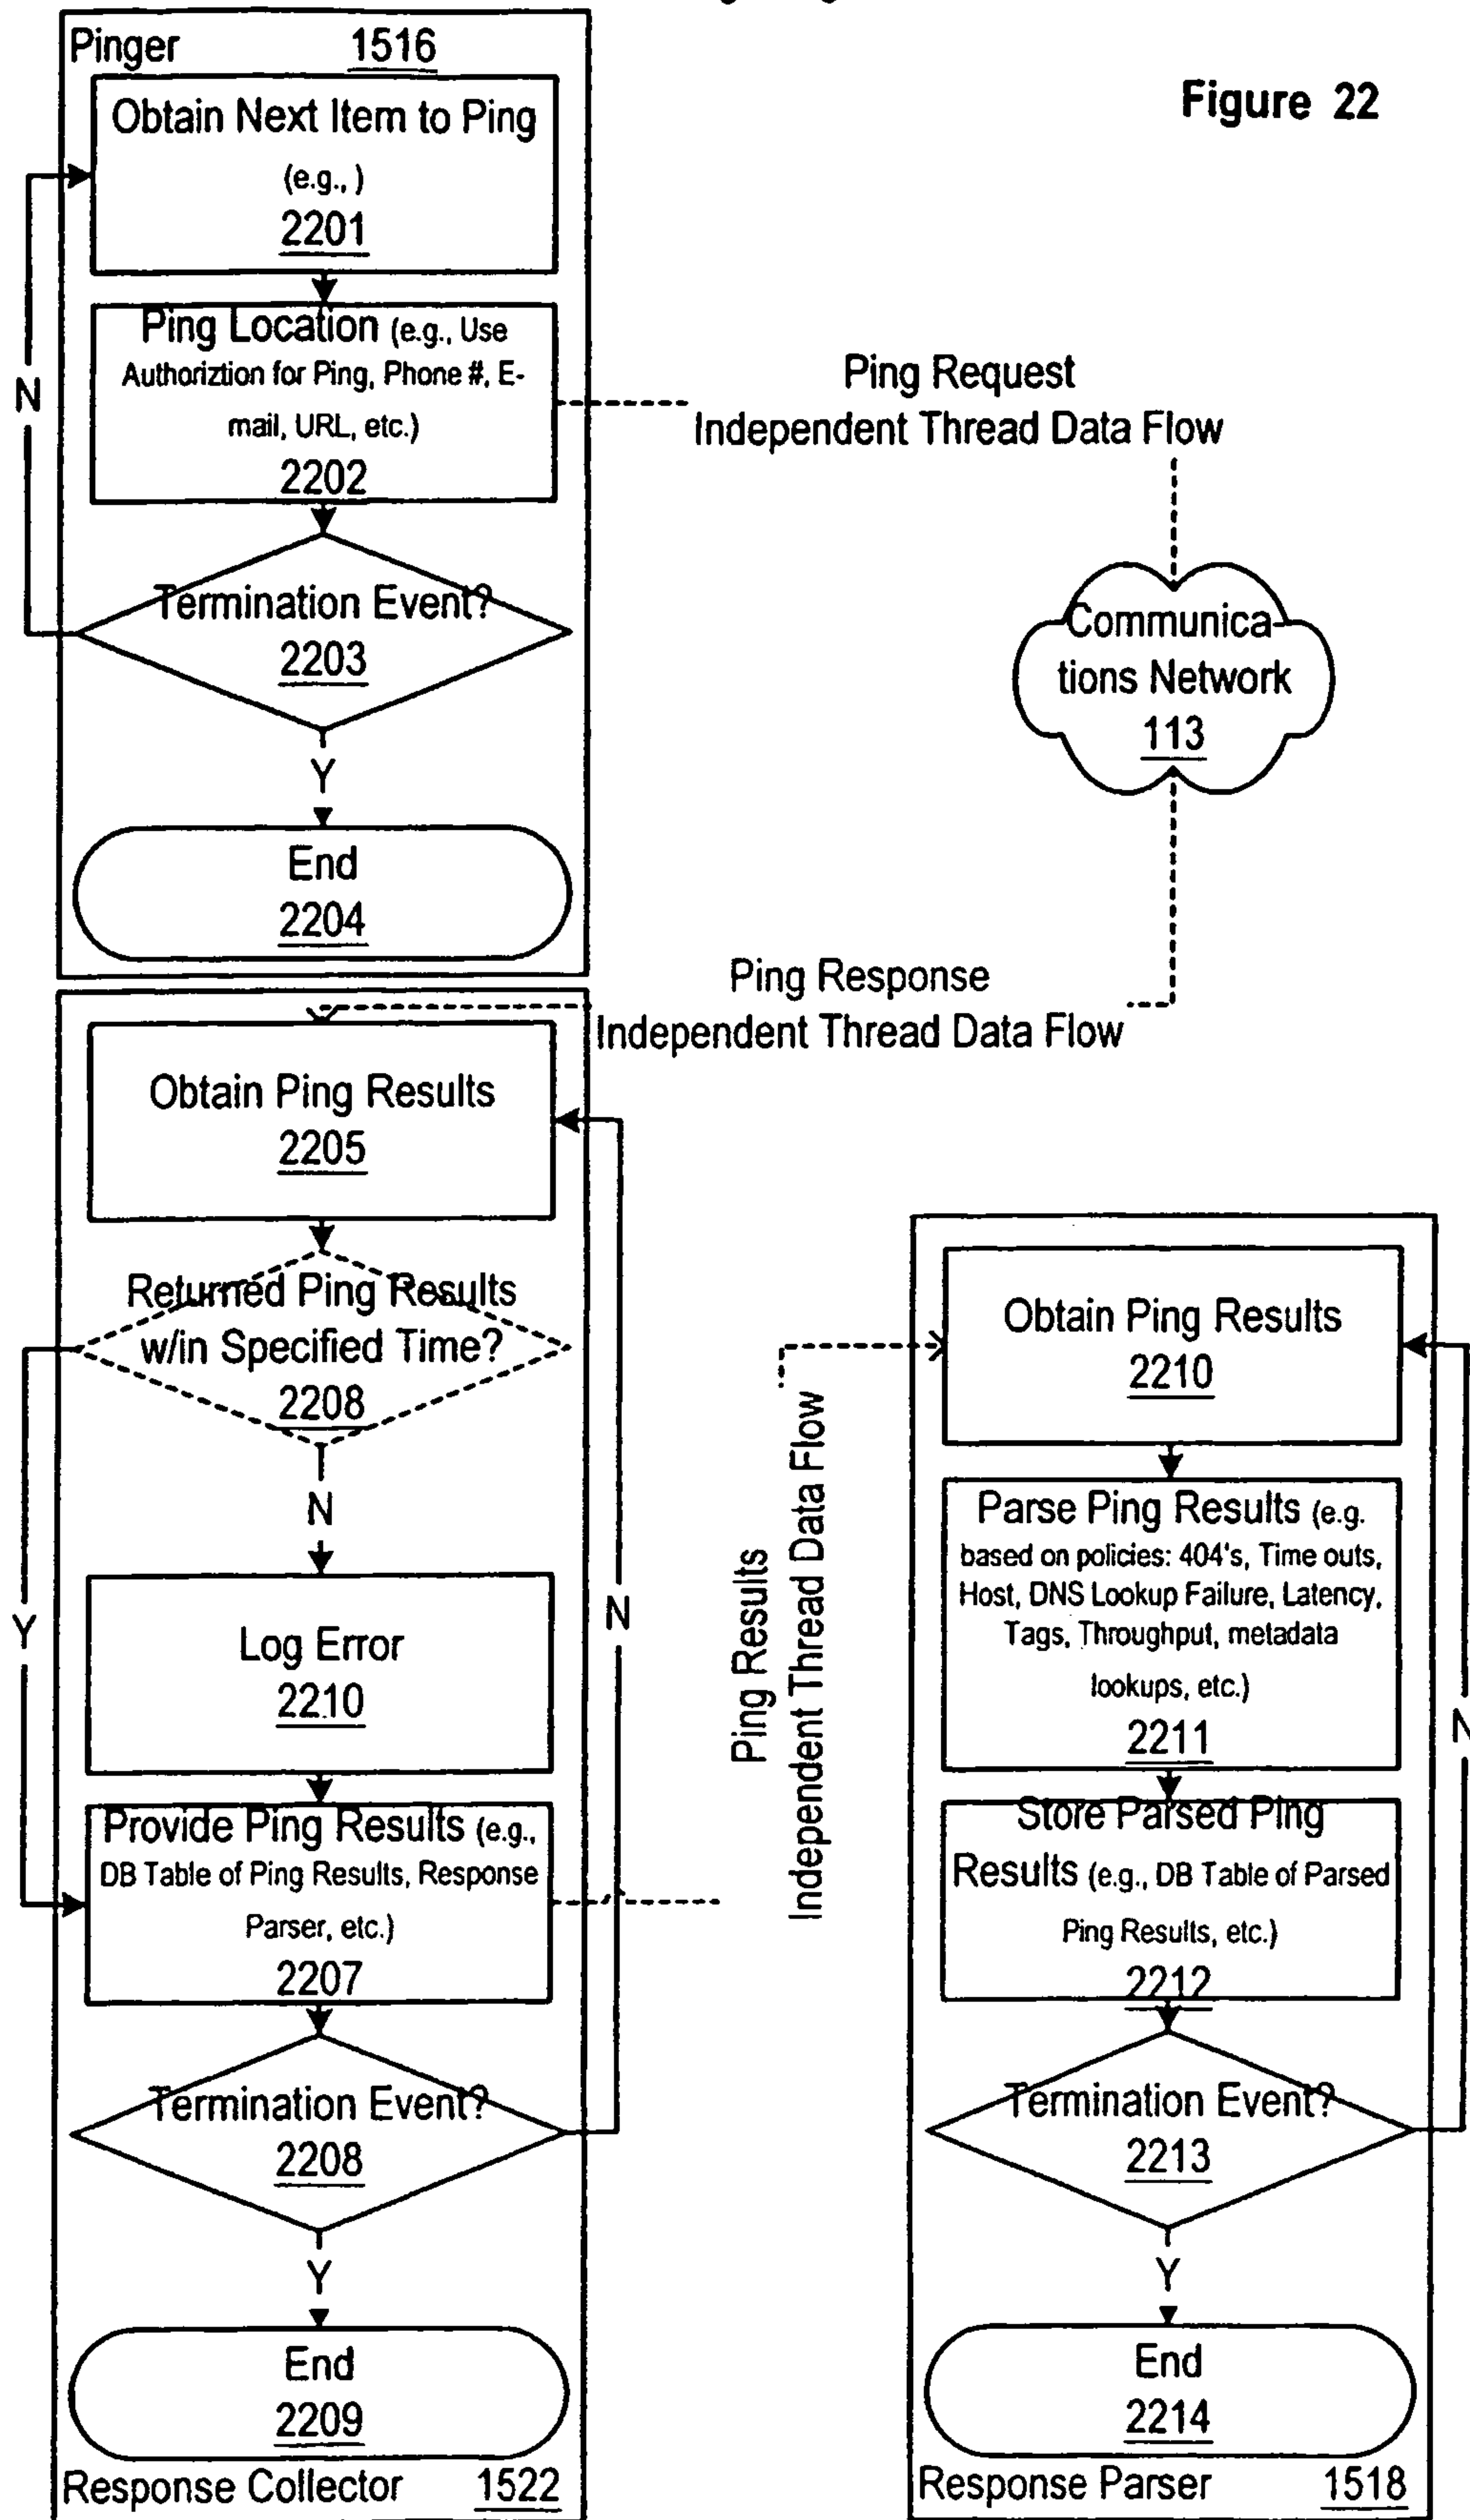 Figure 22
Pinger 1516
Obtain Next Item to Ping
(e.g., )
2201
Ping Location (e.g., Use
Authoriztion for Ping, Phone #, E-
mail, URL, etc.)
2202
N
Termination Event?
2203
Y
End
2204
Ping Request
Independent Thread Data Flow
Communica-
tions Network
113
Ping Response
Independent Thread Data Flow
Obtain Ping Results
2205
Returned Ping Results
w/in Specified Time?
2208
N
Y
Log Error
2210
N
Provide Ping Results (e.g.,
DB Table of Ping Results, Response
Parser, etc.)
2207
Termination Event?
2208
Y
End
2209
Response Collector 1522
Ping Results
Independent Thread Data Flow
Obtain Ping Results
2210
Parse Ping Results (e.g.
based on policies: 404's, Time outs,
Host, DNS Lookup Failure, Latency,
Tags, Throughput, metadata
lookups, etc.)
2211
N
Store Parsed Ping
Results (e.g., DB Table of Parsed
Ping Results, etc.)
2212
Termination Event?
2213
Y
End
2214
Response Parser 1518